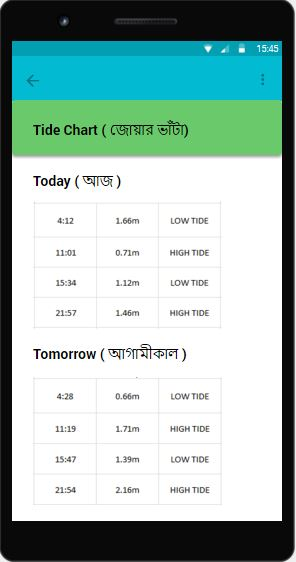 15:45
Tide Chart ( জোয়ার ভাঁটা)
Today ( আজ )
4:12 1.66m LOW TIDE
11:01 0.71m HIGH TIDE
15:34 1.12m LOW TIDE
21:57 1.46m HIGH TIDE
Tomorrow ( আগামীকাল )
4:28 0.66m LOW TIDE
11:19 1.71m HIGH TIDE
15:47 1.39m LOW TIDE
21:54 2.16m HIGH TIDE